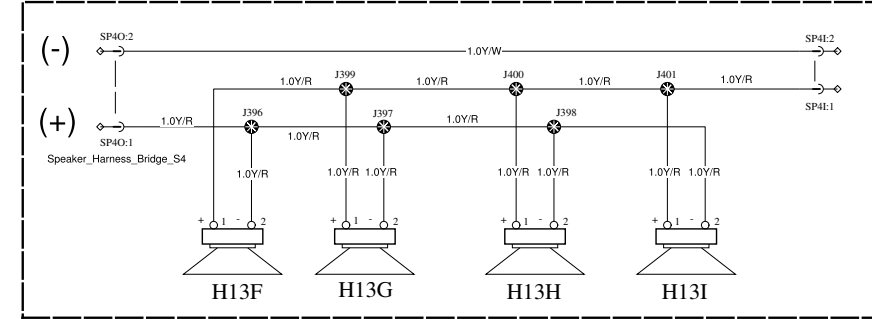 SP4O:2
SP4I:2
(-)
1.0Y/W
J399
J400
J401
1.0Y/R
1.0Y/R
1.0Y/R
1.0Y/R
SP4I:1
J396
J397
J398
(+)
1.0Y/R
1.0Y/R
1.0Y/R
SP4O:1
Speaker_Harness_Bridge_S4
1.0Y/R
1.0Y/R
1.0Y/R
1.0Y/R
1.0Y/R
1.0Y/R
1.0Y/R
+ 1 - 2
+ 1 - 2
+ 1 - 2
+ 1 - 2
H13F
H13G
H13H
H13I